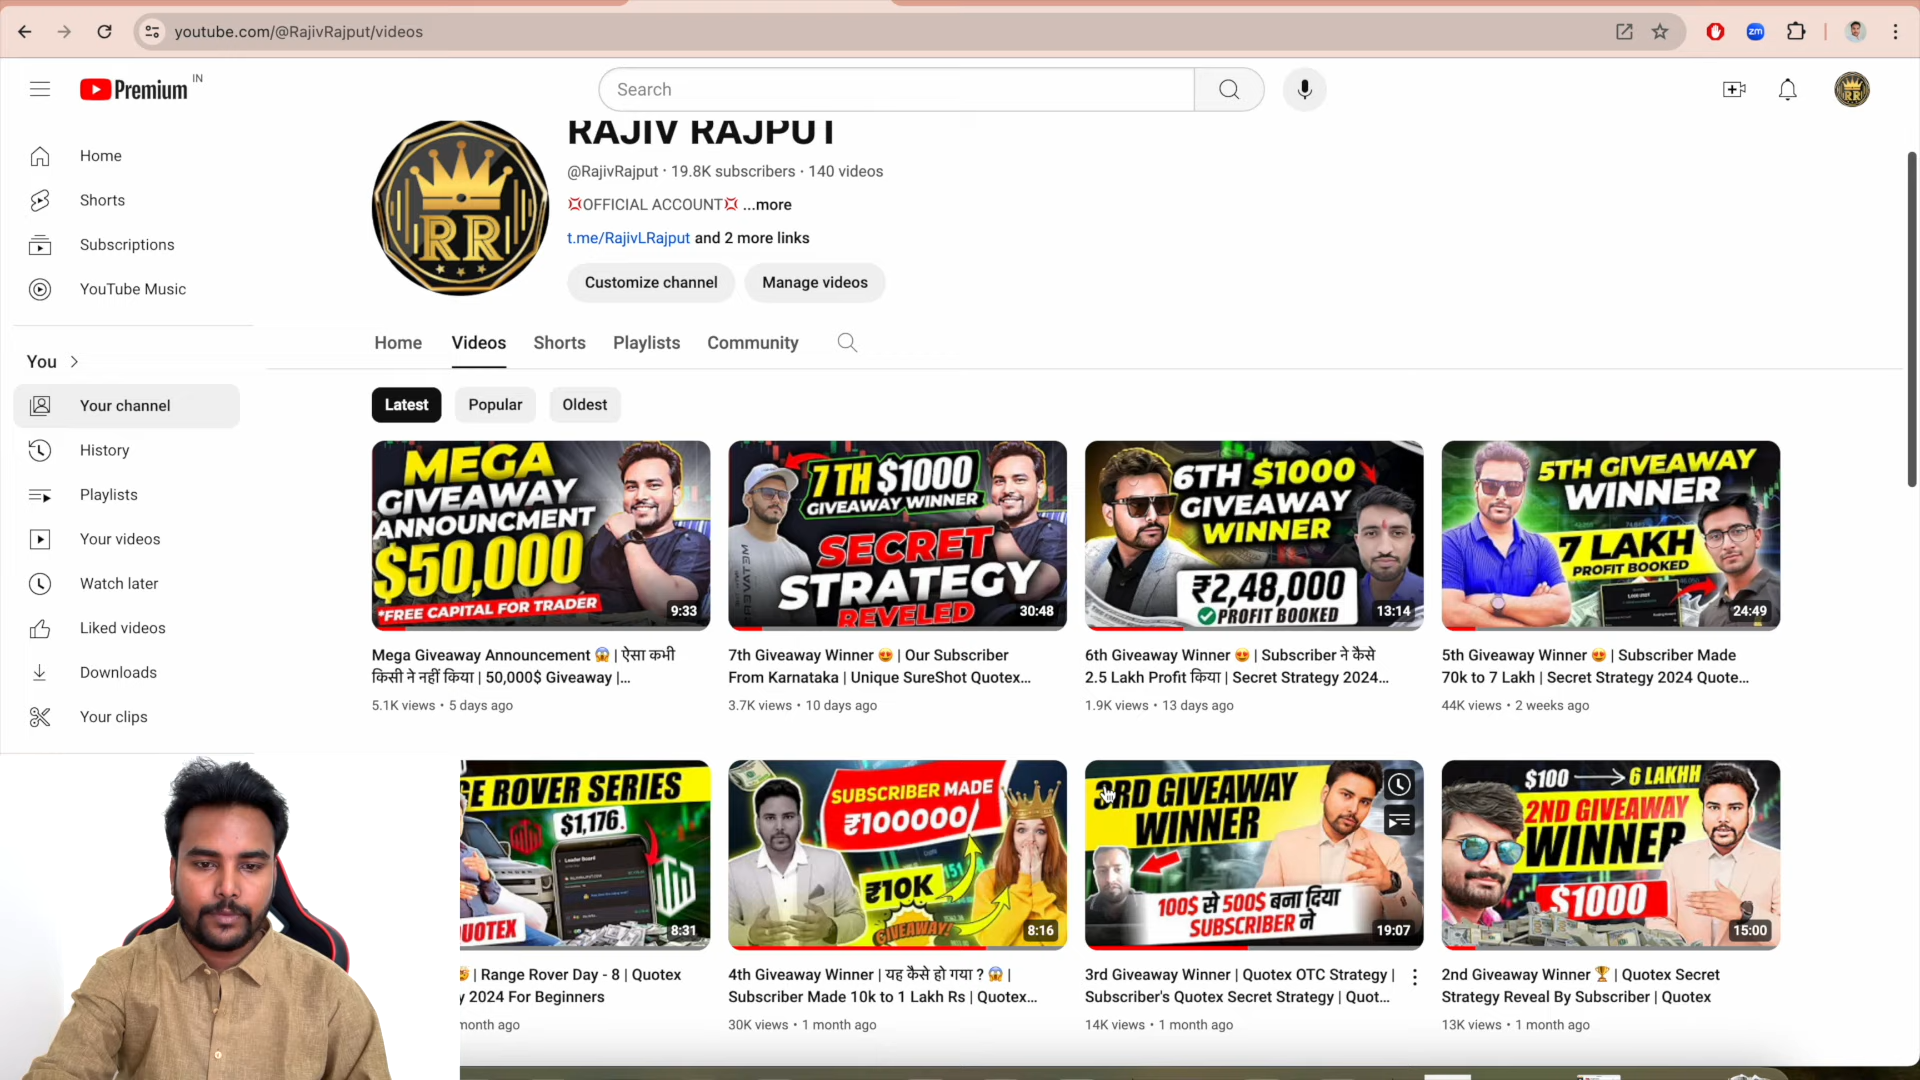 youtube.com/@RajivRajput/videos
zm
Premium
IN
Search
Home
Shorts
Subscriptions
YouTube Music
You
Your channel
History
Playlists
Your videos
Watch later
Liked videos
Downloads
Your clips
RR
RAJIV RAJPUT
@RajivRajput • 19.8K subscribers • 140 videos
💢OFFICIAL ACCOUNT💢 ...more
t.me/RajivLRajput and 2 more links
Customize channel
Manage videos
Home
Videos
Shorts
Playlists
Community
Latest
Popular
Oldest
MEGA
GIVEAWAY
ANNOUNCMENT
$50,000
*FREE CAPITAL FOR TRADER
9:33
Mega Giveaway Announcement 😱 | ऐसा कभी
किसी ने नहीं किया | 50,000$ Giveaway |...
5.1K views • 5 days ago
7TH $1000
GIVEAWAY WINNER
SECRET
STRATEGY
REVELED
30:48
7th Giveaway Winner 😍 | Our Subscriber
From Karnataka | Unique SureShot Quotex...
3.7K views • 10 days ago
6TH $1000
GIVEAWAY
WINNER
₹2,48,000
PROFIT BOOKED
13:14
6th Giveaway Winner 😍 | Subscriber ने कैसे
2.5 Lakh Profit किया | Secret Strategy 2024...
1.9K views • 13 days ago
5TH GIVEAWAY
WINNER
7 LAKH
PROFIT BOOKED
24:49
5th Giveaway Winner 😍 | Subscriber Made
70k to 7 Lakh | Secret Strategy 2024 Quote...
44K views • 2 weeks ago
GE ROVER SERIES
$1,176.
Leader Board
UOTEX
8:31
| Range Rover Day - 8 | Quotex
y 2024 For Beginners
month ago
SUBSCRIBER MADE
₹100000/
₹10K
GIVEAWAY!
8:16
4th Giveaway Winner | यह कैसे हो गया ? 😱 |
Subscriber Made 10k to 1 Lakh Rs | Quotex...
30K views • 1 month ago
3RD GIVEAWAY
WINNER
100$ से 500$ बना दिया
SUBSCRIBER ने
19:07
3rd Giveaway Winner | Quotex OTC Strategy |
Subscriber's Quotex Secret Strategy | Quot...
14K views • 1 month ago
$100 → 6 LAKHH
2ND GIVEAWAY
WINNER
$1000
15:00
2nd Giveaway Winner 🏆 | Quotex Secret
Strategy Reveal By Subscriber | Quotex
13K views • 1 month ago